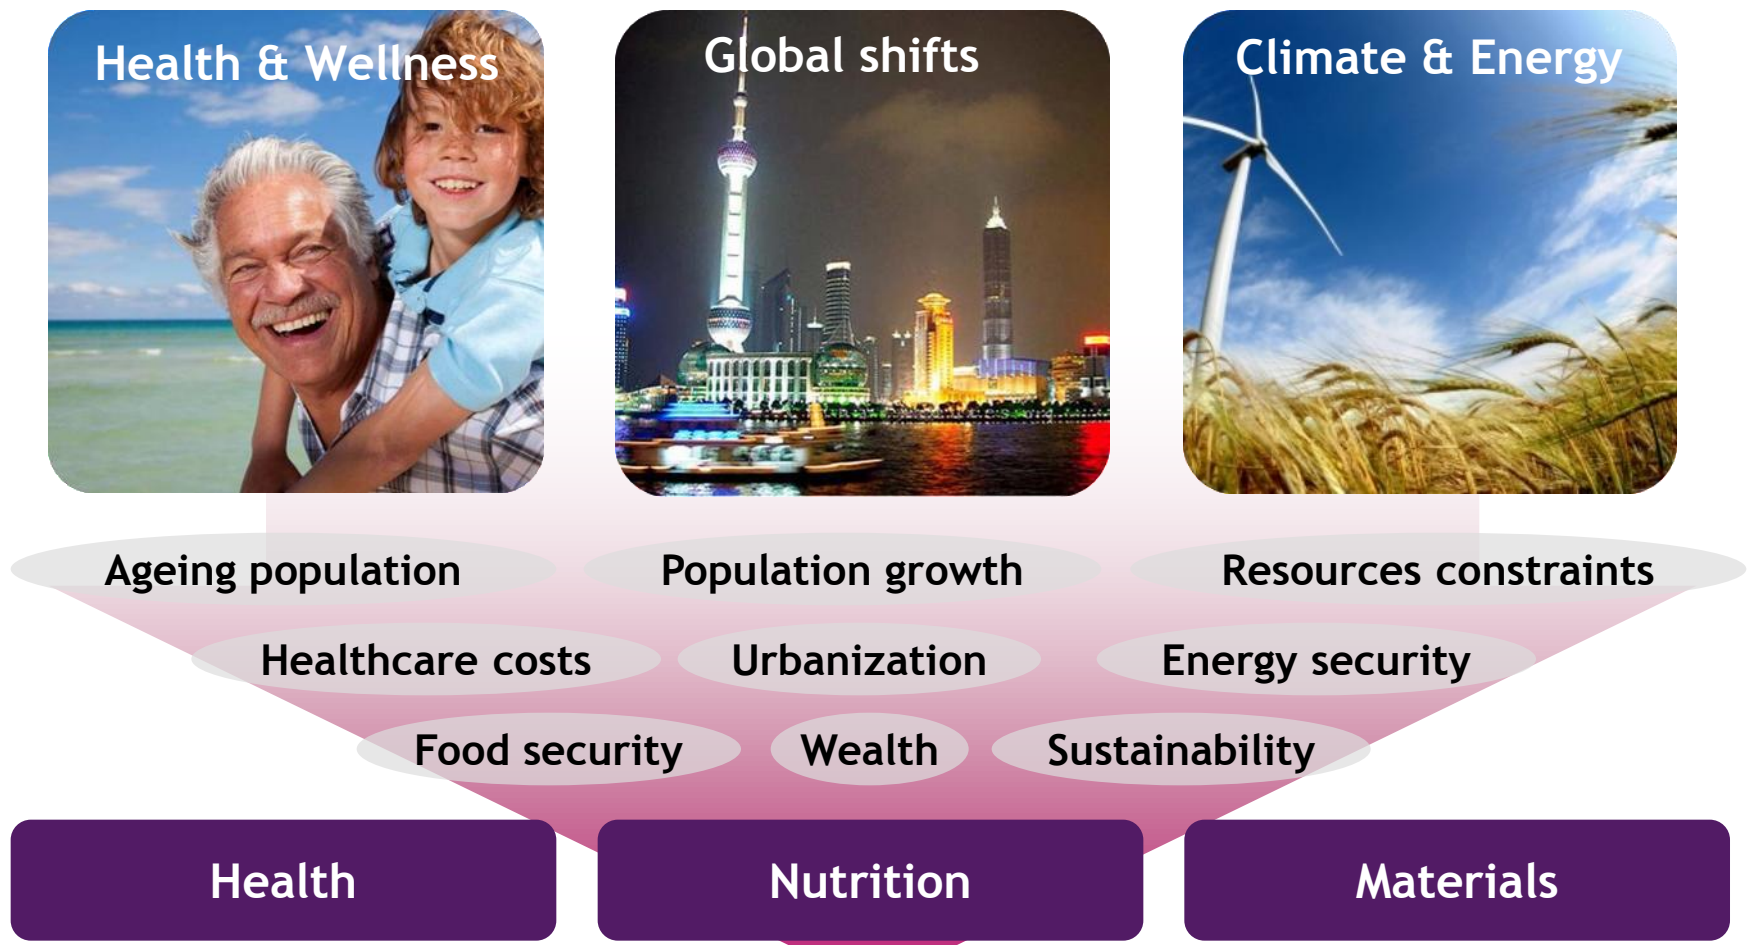 Health & Wellness
Global shifts
Climate & Energy
Ageing population
Population growth
Resources constraints
Healthcare costs
Urbanization
Energy security
Food security
Wealth
Sustainability
Health
Nutrition
Materials